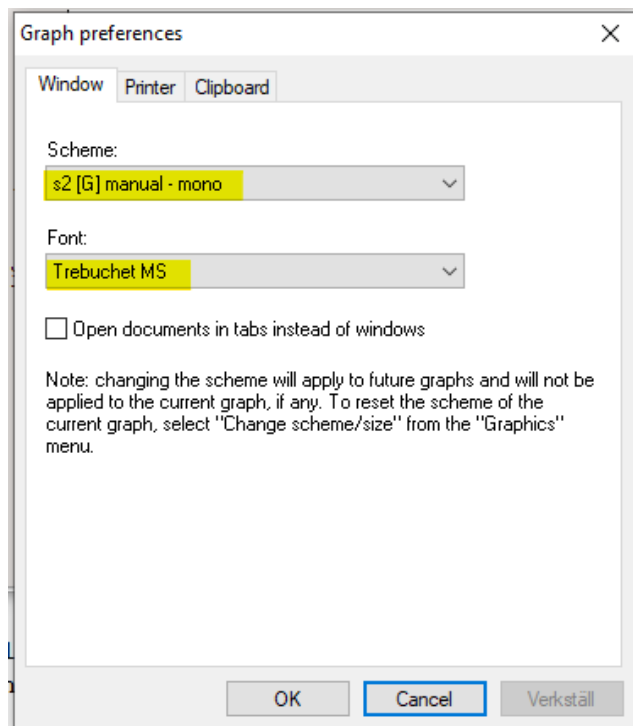 Graph preferences
Window Printer Clipboard
Scheme:
s2 [G] manual - mono
Font:
Trebuchet MS
Open documents in tabs instead of windows
Note: changing the scheme will apply to future graphs and will not be
applied to the current graph, if any. To reset the scheme of the
current graph, select "Change scheme/size" from the "Graphics"
menu.
OK Cancel Verkställ